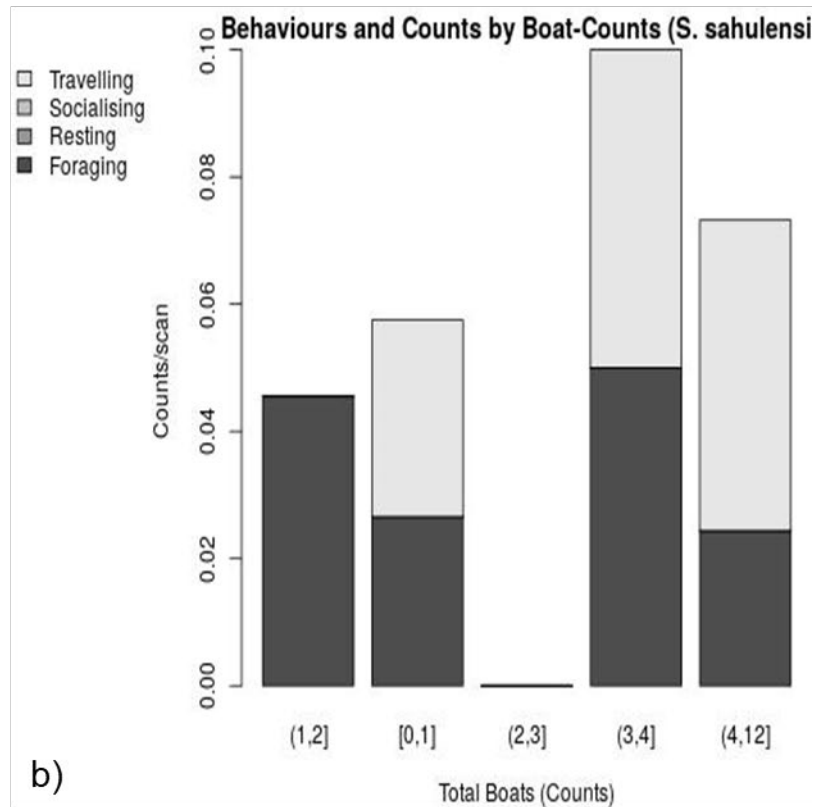 Behaviours and Counts by Boat-Counts (S. sahulensi
Travelling
Socialising
Resting
Foraging
Counts/scan
0.10
0.08
0.06
0.04
0.02
0.00
(1,2] [0,1] (2,3] (3,4] (4,12]
Total Boats (Counts)
b)